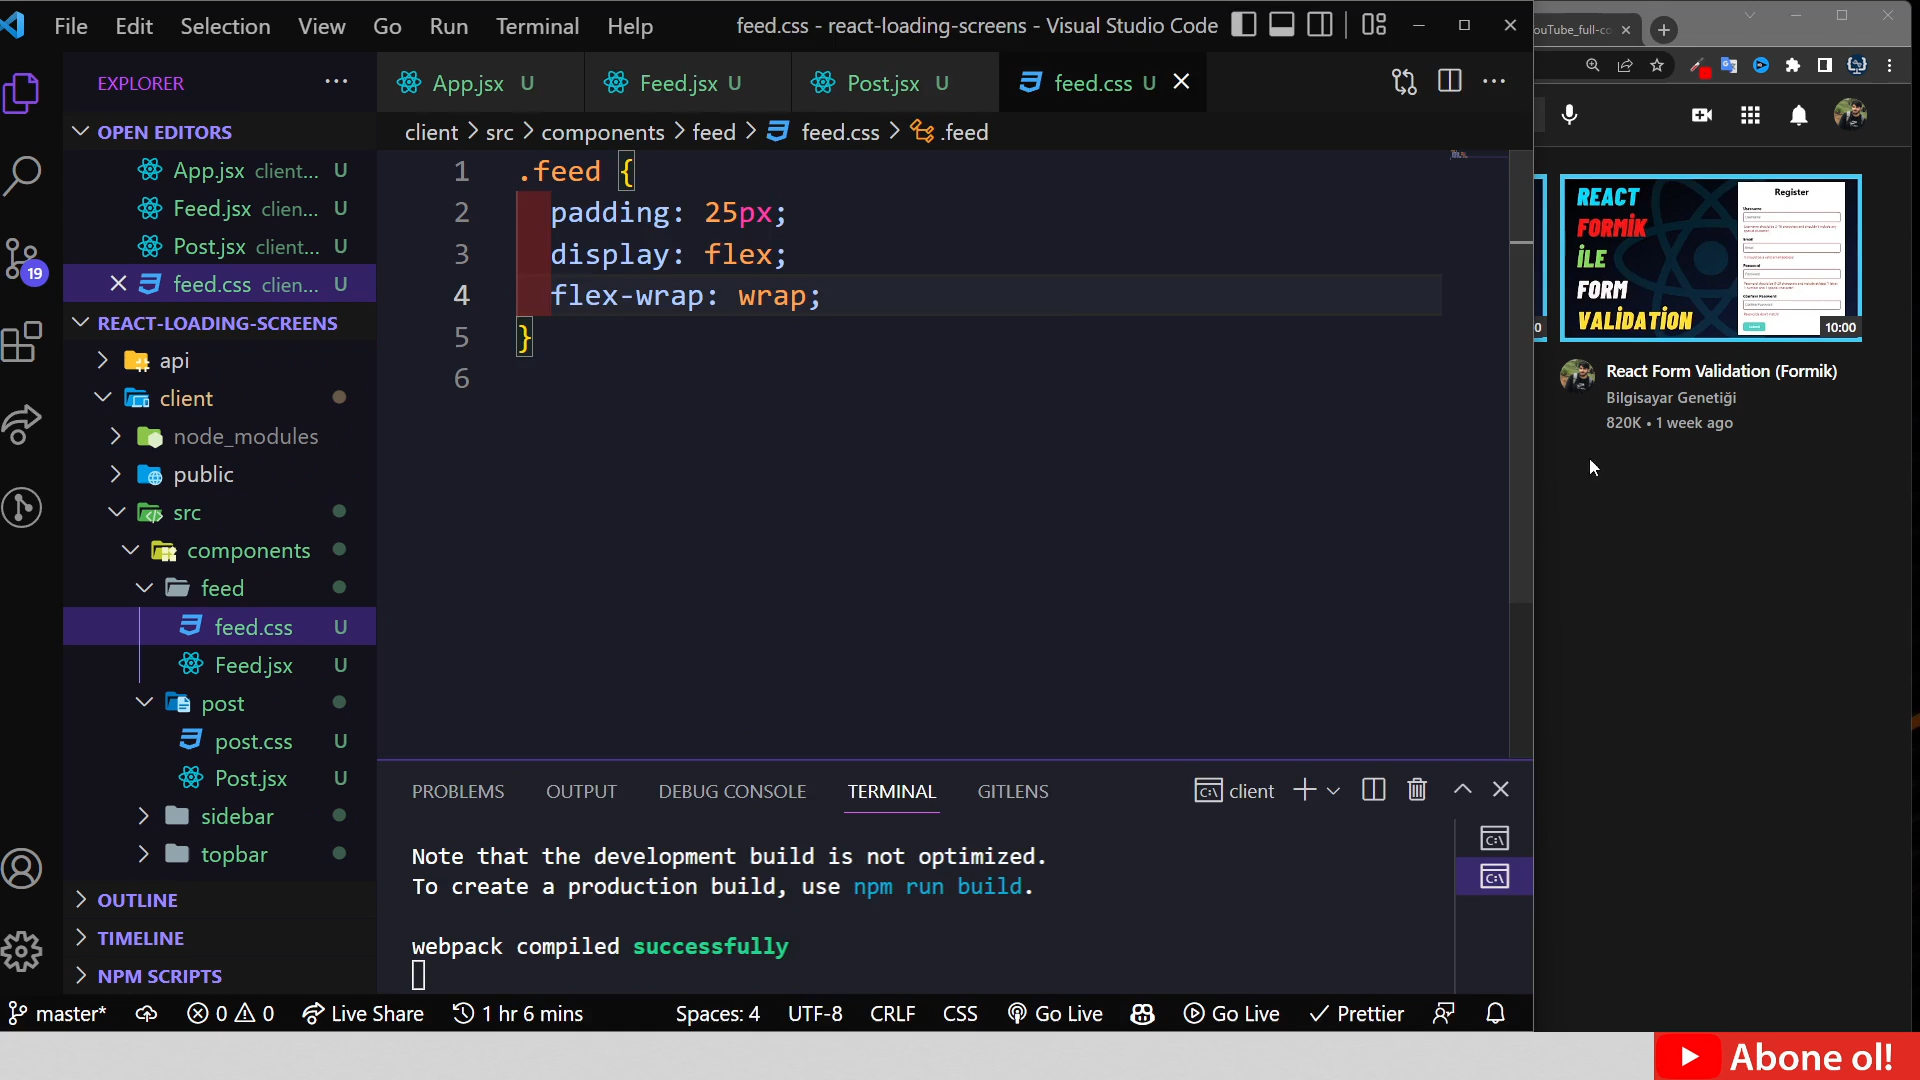 File Edit Selection View Go Run Terminal Help
feed.css - react-loading-screens - Visual Studio Code
EXPLORER
OPEN EDITORS
App.jsx client... U
Feed.jsx clien... U
Post.jsx client... U
feed.css clien... U
REACT-LOADING-SCREENS
api
client
node_modules
public
src
components
feed
feed.css U
Feed.jsx U
post
post.css U
Post.jsx U
sidebar
topbar
OUTLINE
TIMELINE
NPM SCRIPTS
19
App.jsx U
Feed.jsx U
Post.jsx U
feed.css U
client > src > components > feed > feed.css > .feed
1 .feed {
2 padding: 25px;
3 display: flex;
4 flex-wrap: wrap;
5 }
6
PROBLEMS OUTPUT DEBUG CONSOLE TERMINAL GITLENS
client
Note that the development build is not optimized.
To create a production build, use npm run build.
webpack compiled successfully
master* 0 0 Live Share 1 hr 6 mins
Spaces: 4 UTF-8 CRLF CSS Go Live Go Live Prettier
REACT
FORMİK
İLE
FORM
VALİDATİON
Register
10:00
React Form Validation (Formik)
Bilgisayar Genetiği
820K • 1 week ago
Abone ol!